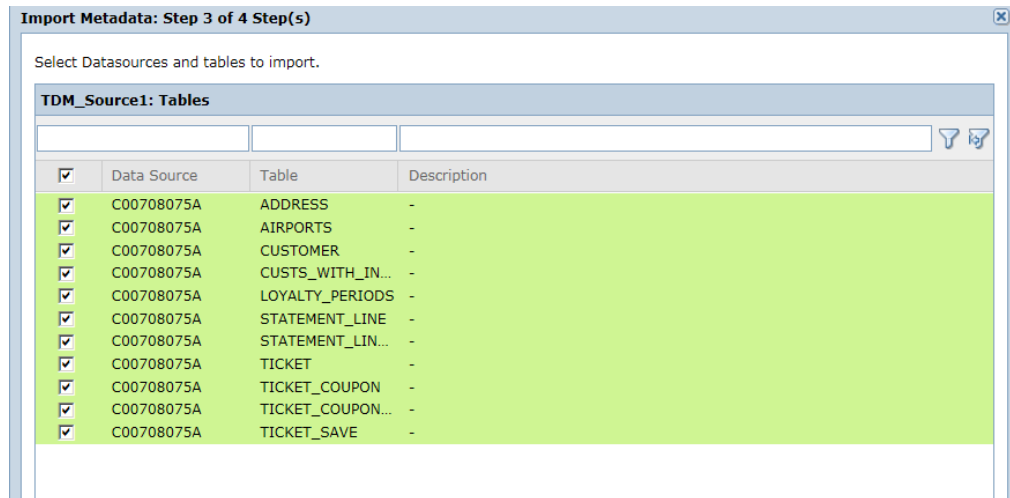 Import Metadata: Step 3 of 4 Step(s)
Select Datasources and tables to import.
TDM_Source1: Tables
Data Source Table Description
C00708075A ADDRESS -
C00708075A AIRPORTS -
C00708075A CUSTOMER -
C00708075A CUSTS_WITH_IN... -
C00708075A LOYALTY_PERIODS -
C00708075A STATEMENT_LINE -
C00708075A STATEMENT_LIN... -
C00708075A TICKET -
C00708075A TICKET_COUPON -
C00708075A TICKET_COUPON... -
C00708075A TICKET_SAVE -